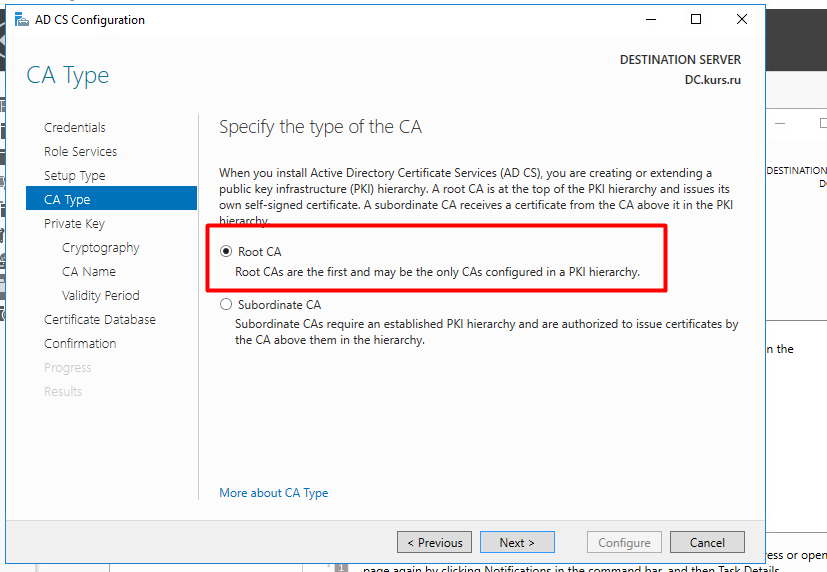 AD CS Configuration
CA Type
DESTINATION SERVER
DC.kurs.ru
Credentials
Role Services
Setup Type
CA Type
Private Key
Cryptography
CA Name
Validity Period
Certificate Database
Confirmation
Progress
Results
Specify the type of the CA
When you install Active Directory Certificate Services (AD CS), you are creating or extending a
public key infrastructure (PKI) hierarchy. A root CA is at the top of the PKI hierarchy and issues its
own self-signed certificate. A subordinate CA receives a certificate from the CA above it in the PKI
hierarchy.
Root CA
Root CAs are the first and may be the only CAs configured in a PKI hierarchy.
Subordinate CA
Subordinate CAs require an established PKI hierarchy and are authorized to issue certificates by
the CA above them in the hierarchy.
More about CA Type
< Previous
Next >
Configure
Cancel
DESTINATION
n the
ress or open
1
page again by clicking Notifications in the command bar, and then Task Details.